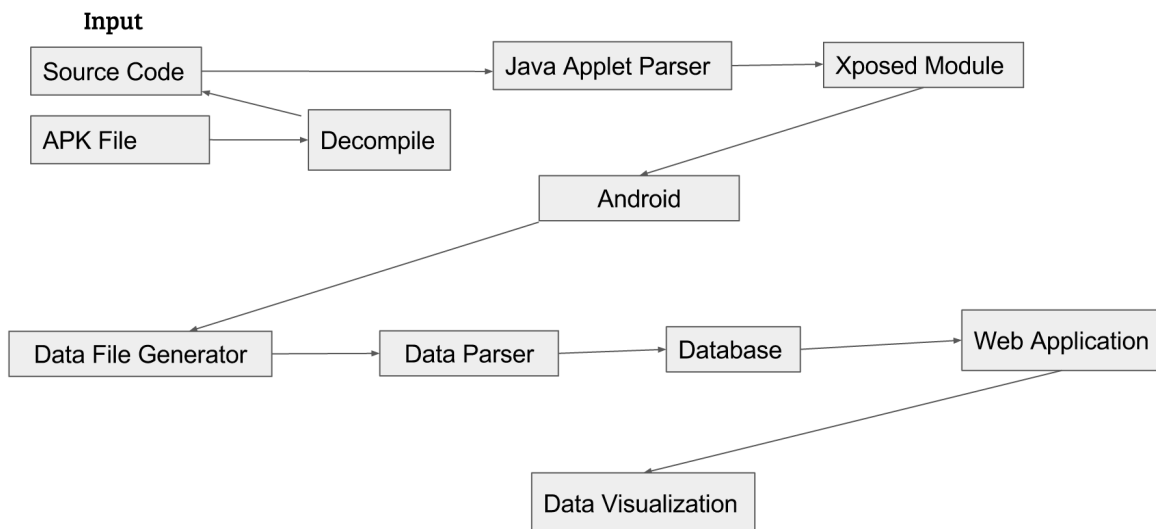 Input
Source Code
Java Applet Parser
Xposed Module
APK File
Decompile
Android
Data File Generator
Data Parser
Database
Web Application
Data Visualization